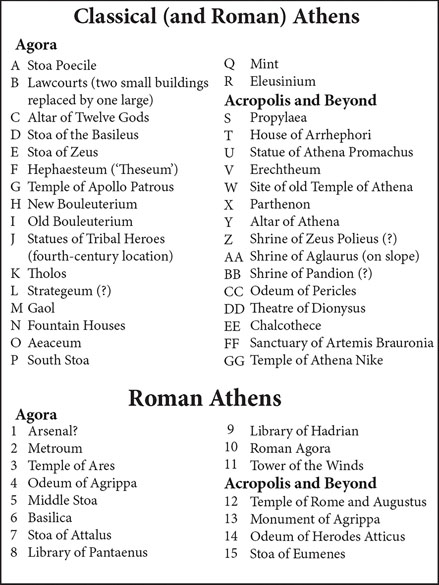 Classical (and Roman) Athens
Agora
A Stoa Poecile
B Lawcourts (two small buildings
replaced by one large)
C Altar of Twelve Gods
D Stoa of the Basileus
E Stoa of Zeus
F Hephaesteum (‘Theseum’)
G Temple of Apollo Patrous
H New Bouleuterion
I Old Bouleuterion
J Statues of Tribal Heroes
(fourth-century location)
K Tholos
L Strategeum (?)
M Gaol
N Fountain Houses
O Aeaceum
P South Stoa
Q Mint
R Eleusinium
Acropolis and Beyond
S Propylaea
T House of Arrhephori
U Statue of Athena Promachus
V Erechtheum
W Site of old Temple of Athena
X Parthenon
Y Altar of Athena
Z Shrine of Zeus Polieus (?)
AA Shrine of Aglaurus (on slope)
BB Shrine of Pandion (?)
CC Odeum of Pericles
DD Theatre of Dionysus
EE Chalcothece
FF Sanctuary of Artemis Brauronia
GG Temple of Athena Nike
Roman Athens
Agora
1 Arsenal?
2 Metroum
3 Temple of Ares
4 Odeum of Agrippa
5 Middle Stoa
6 Basilica
7 Stoa of Attalus
8 Library of Pantaenus
9 Library of Hadrian
10 Roman Agora
11 Tower of the Winds
Acropolis and Beyond
12 Temple of Rome and Augustus
13 Monument of Agrippa
14 Odeum of Herodes Atticus
15 Stoa of Eumenes